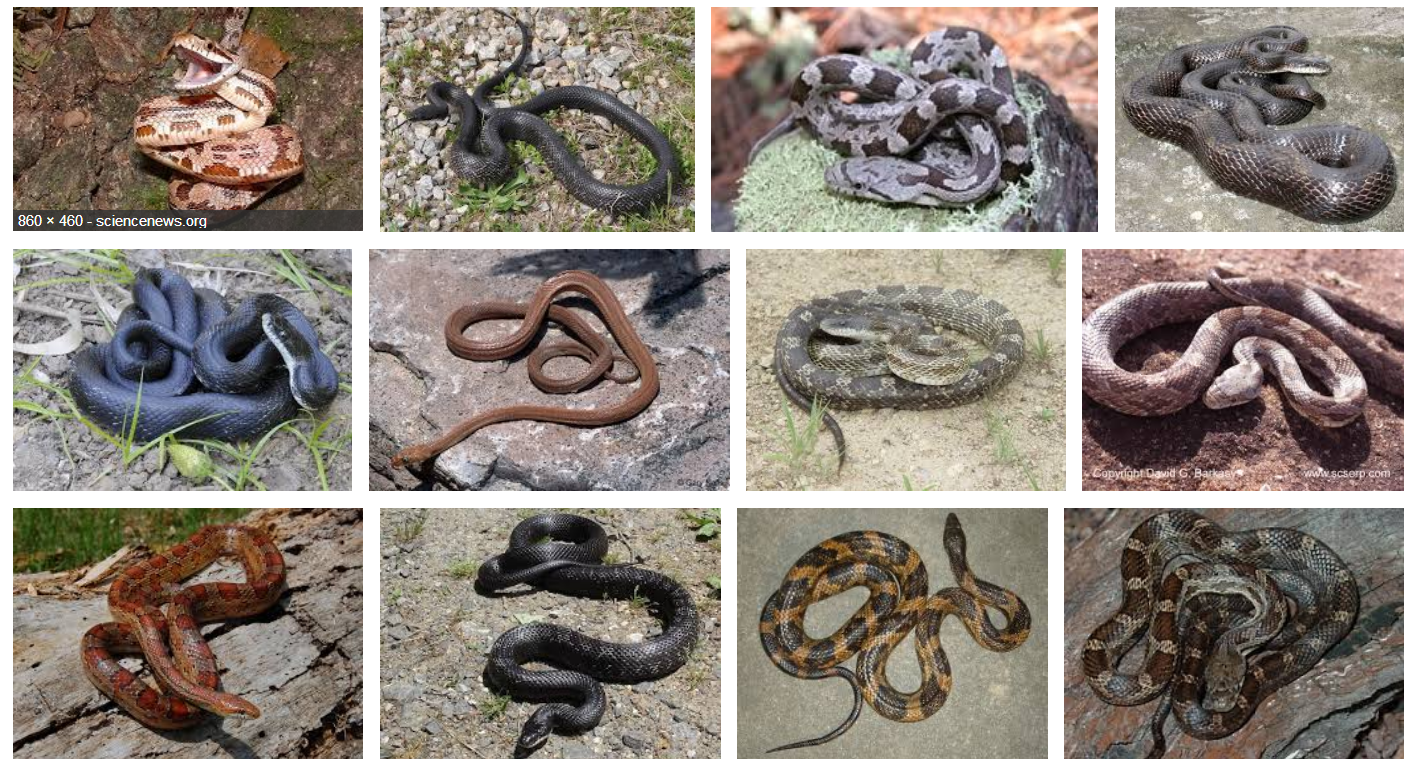 860 × 460 - sciencenews.org
Copyright David G. Barkasy
www.scserp.com